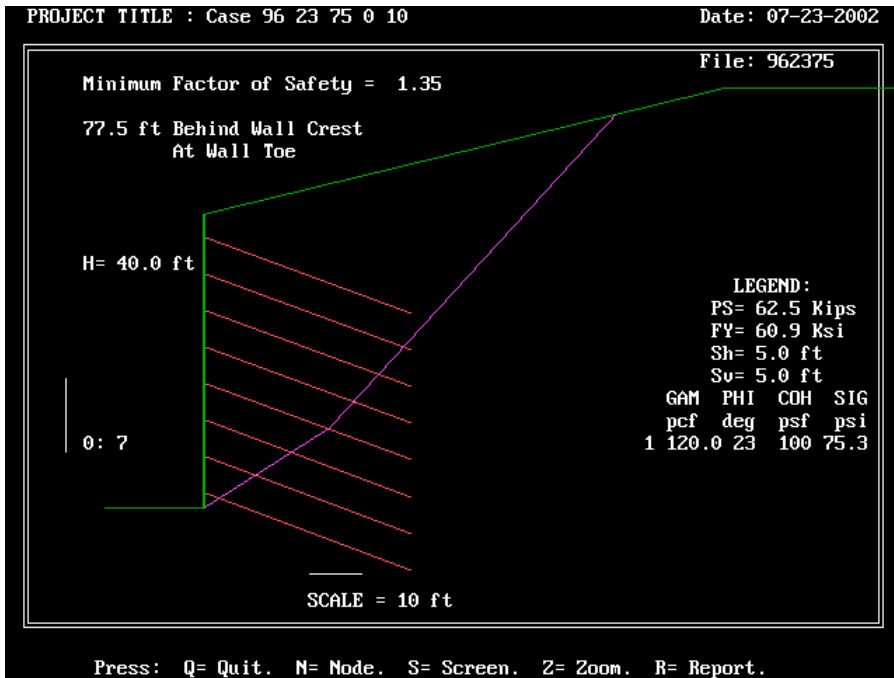 PROJECT TITLE : Case 96 23 75 0 10 Date: 07-23-2002
File: 962375
Minimum Factor of Safety = 1.35
77.5 ft Behind Wall Crest
At Wall Toe
H= 40.0 ft
LEGEND:
PS= 62.5 Kips
FY= 60.9 Ksi
Sh= 5.0 ft
Sv= 5.0 ft
GAM PHI COH SIG
pcf deg psf psi
1 120.0 23 100 75.3
0: 7
SCALE = 10 ft
Press: Q= Quit. N= Node. S= Screen. Z= Zoom. R= Report.